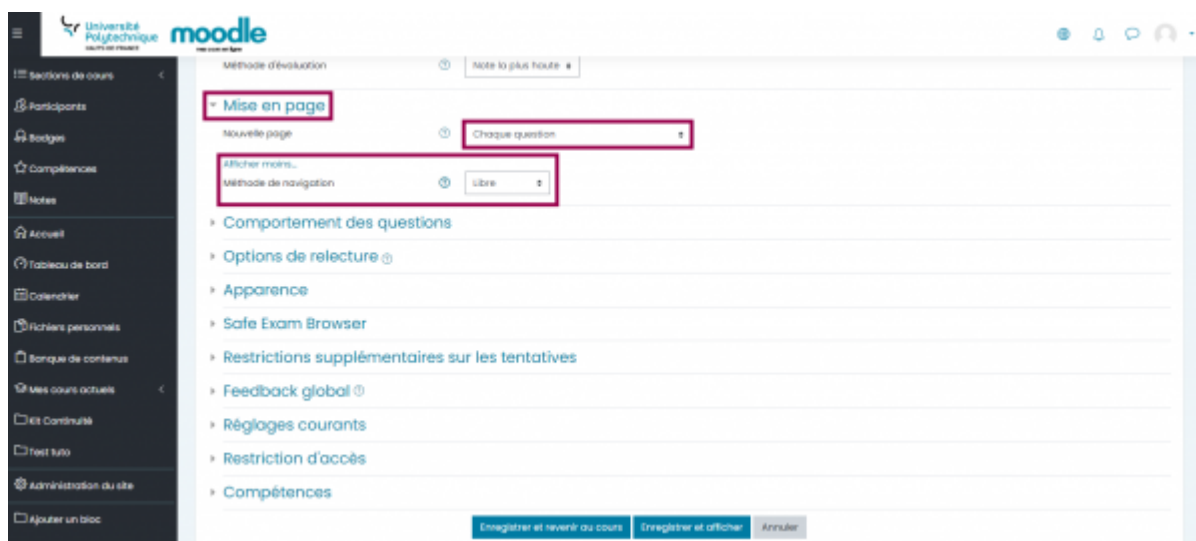 Université
Polytechnique
HAUTS-DE-FRANCE
moodle
Méthode d'évaluation
Note la plus haute
Mise en page
Nouvelle page
Chaque question
Afficher moins...
Méthode de navigation
Libre
Comportement des questions
Options de relecture
Apparence
Safe Exam Browser
Restrictions supplémentaires sur les tentatives
Feedback global
Réglages courants
Restriction d'accès
Compétences
Enregistrer et revenir au cours
Enregistrer et afficher
Annuler
Sections de cours
Participants
Badges
Compétences
Notes
Accueil
Tableau de bord
Calendrier
Fichiers personnels
Banque de contenus
Mes cours actuels
Kit Continuité
Test tuto
Administration du site
Ajouter un bloc